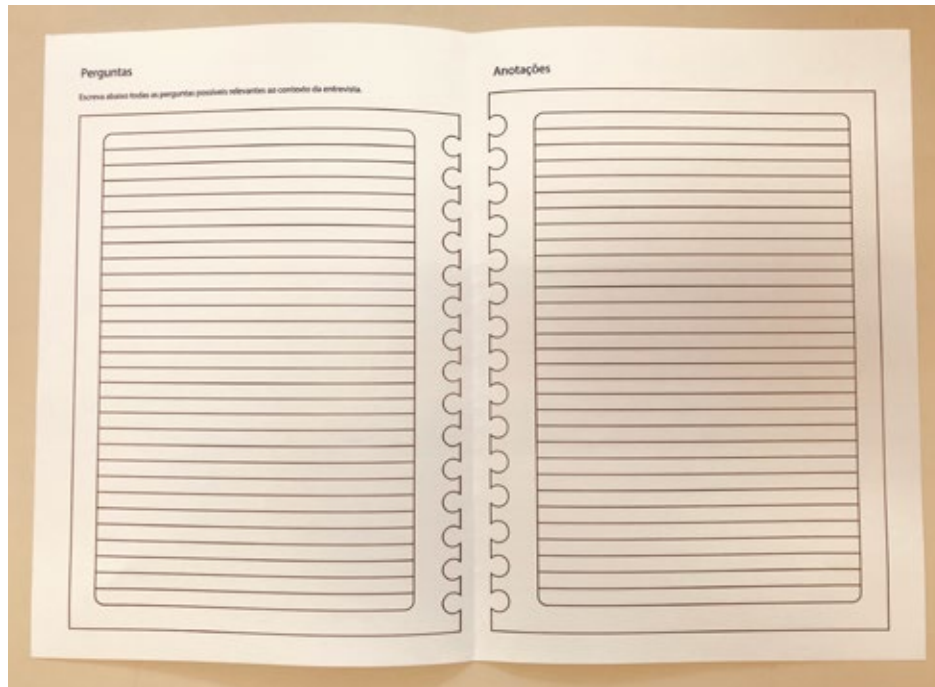 Perguntas
Escreva abaixo todas as perguntas possíveis relevantes ao contexto da entrevista.
Anotações